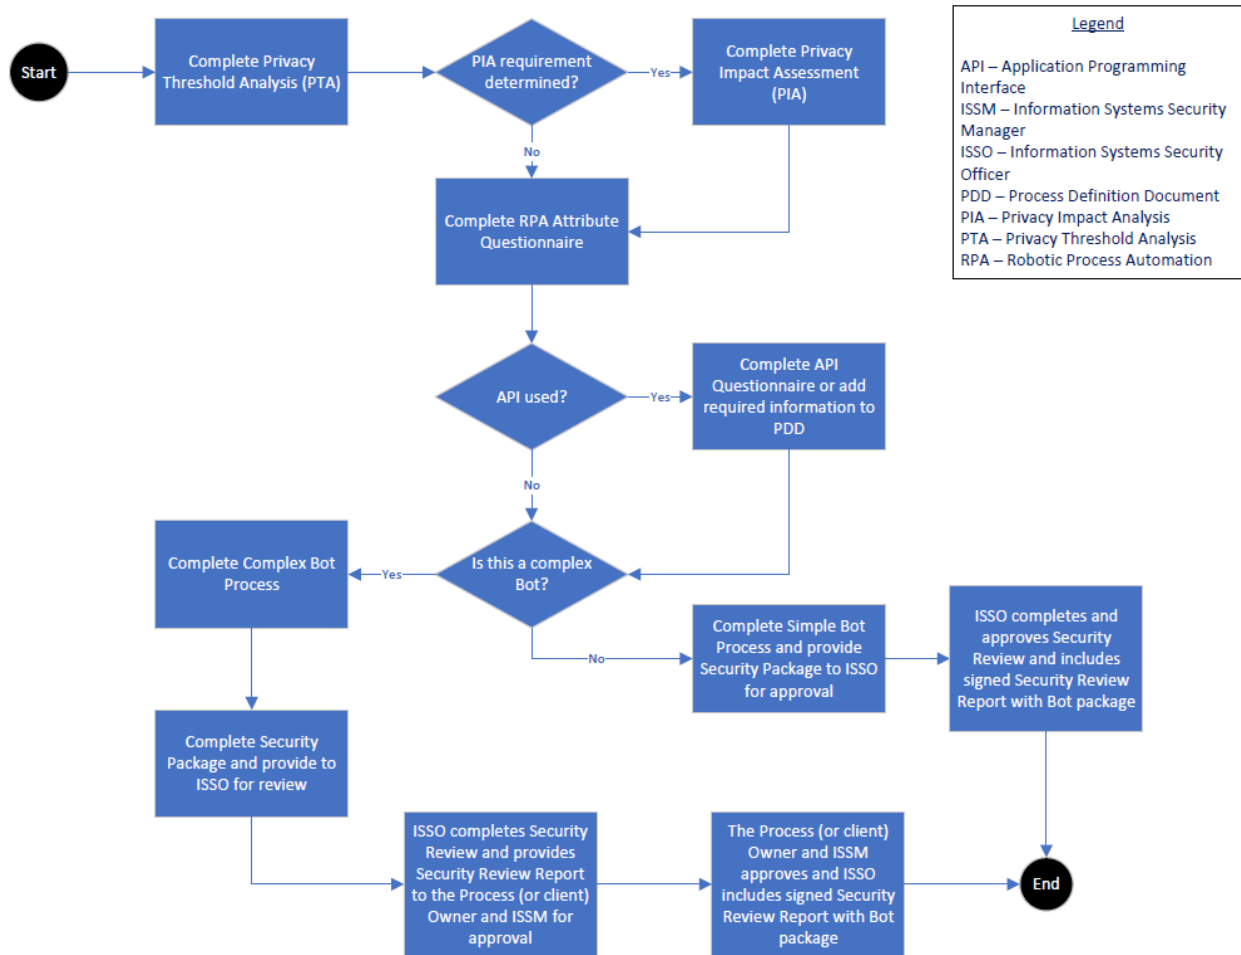 Start
Complete Privacy
Threshold Analysis (PTA)
PIA requirement
determined?
Yes
Complete Privacy
Impact Assessment
(PIA)
No
Complete RPA Attribute
Questionnaire
API used?
Yes
Complete API
Questionnaire or add
required information to
PDD
No
Is this a complex
Bot?
Yes
Complete Complex Bot
Process
No
Complete Simple Bot
Process and provide
Security Package to ISSO
for approval
ISSO completes and
approves Security
Review and includes
signed Security Review
Report with Bot package
Complete Security
Package and provide to
ISSO for review
ISSO completes Security
Review and provides
Security Review Report
to the Process (or client)
Owner and ISSM for
approval
The Process (or client)
Owner and ISSM
approves and ISSO
includes signed Security
Review Report with Bot
package
End
Legend
API – Application Programming
Interface
ISSM – Information Systems Security
Manager
ISSO – Information Systems Security
Officer
PDD – Process Definition Document
PIA – Privacy Impact Analysis
PTA – Privacy Threshold Analysis
RPA – Robotic Process Automation